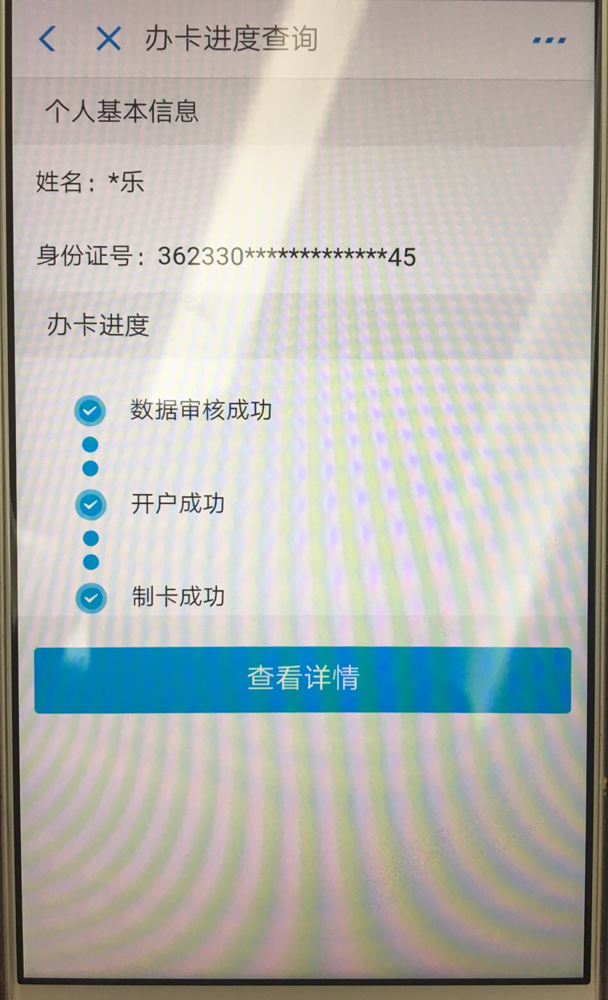 办卡进度查询
个人基本信息
姓名：*乐
身份证号：362330*************45
办卡进度
数据审核成功
开户成功
制卡成功
查看详情